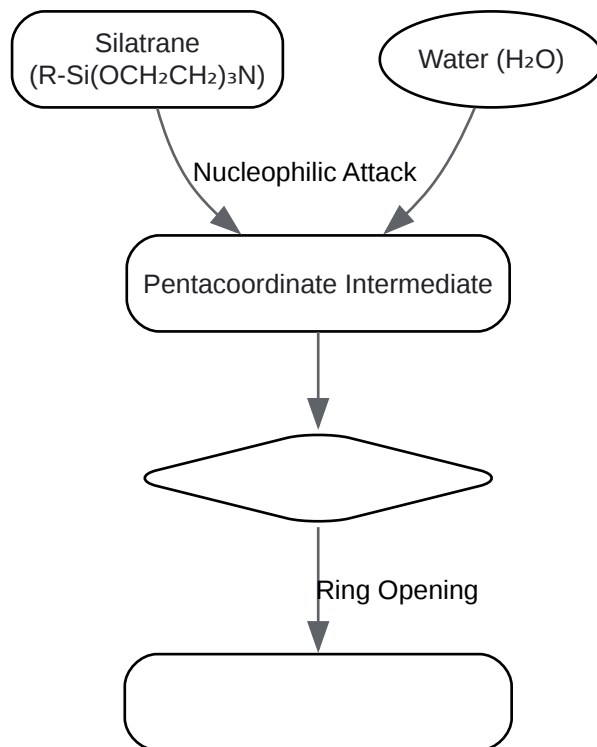 Silatrane
(R-Si(OCH₂CH₂)₃N)
Water (H₂O)
Nucleophilic Attack
Pentacoordinate Intermediate
Ring Opening